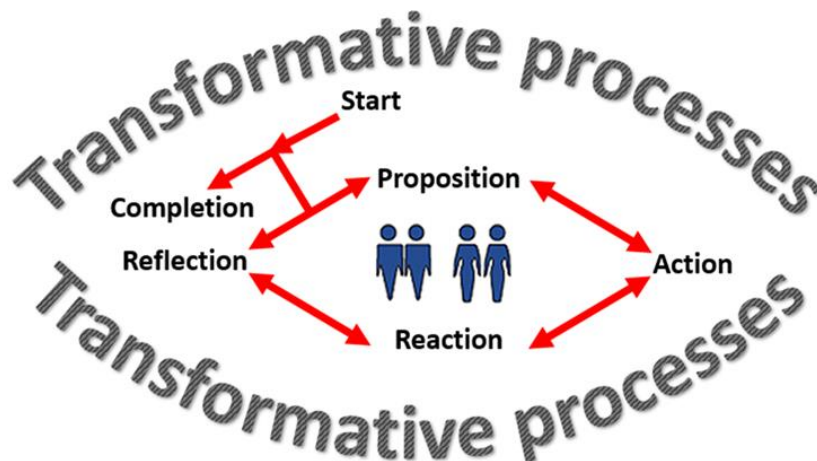 Transformative processes
Start
Proposition
Completion
Reflection
Action
Reaction
Transformative processes